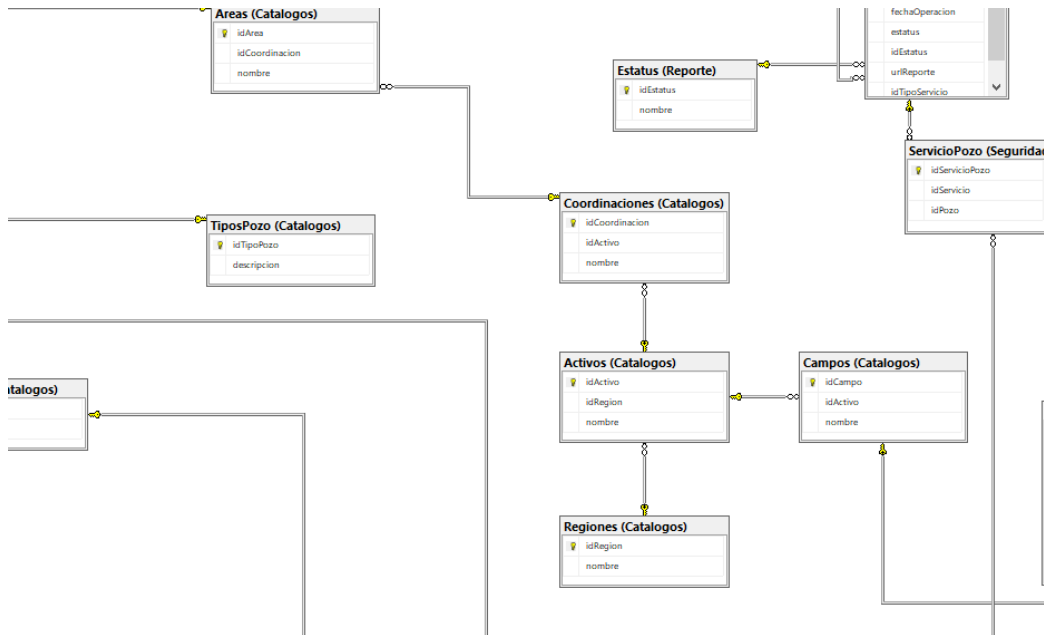 Areas (Catalogos)
idArea
idCoordinacion
nombre
fechaOperacion
estatus
idEstatus
urlReporte
idTipoServicio
Estatus (Reporte)
idEstatus
nombre
ServicioPozo (Seguridad
idServicioPozo
idServicio
idPozo
Coordinaciones (Catalogos)
idCoordinacion
idActivo
nombre
TiposPozo (Catalogos)
idTipoPozo
descripcion
Activos (Catalogos)
idActivo
idRegion
nombre
Campos (Catalogos)
idCampo
idActivo
nombre
atalogos)
Regiones (Catalogos)
idRegion
nombre